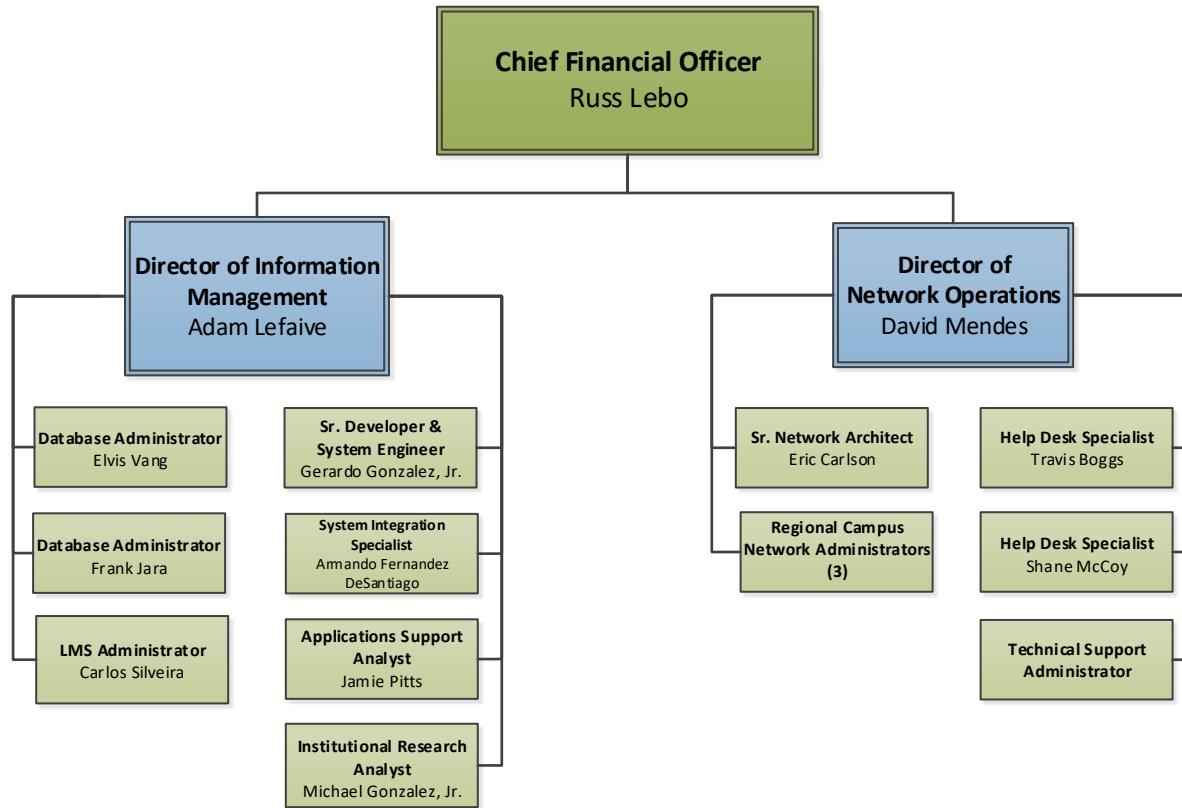 Chief Financial Officer
Russ Lebo
Director of Information
Management
Adam Lefaive
Director of
Network Operations
David Mendes
Database Administrator
Elvis Vang
Database Administrator
Frank Jara
LMS Administrator
Carlos Silveira
Sr. Developer &
System Engineer
Gerardo Gonzalez, Jr.
System Integration
Specialist
Armando Fernandez
DeSantiago
Applications Support
Analyst
Jamie Pitts
Institutional Research
Analyst
Michael Gonzalez, Jr.
Sr. Network Architect
Eric Carlson
Regional Campus
Network Administrators
(3)
Help Desk Specialist
Travis Boggs
Help Desk Specialist
Shane McCoy
Technical Support
Administrator